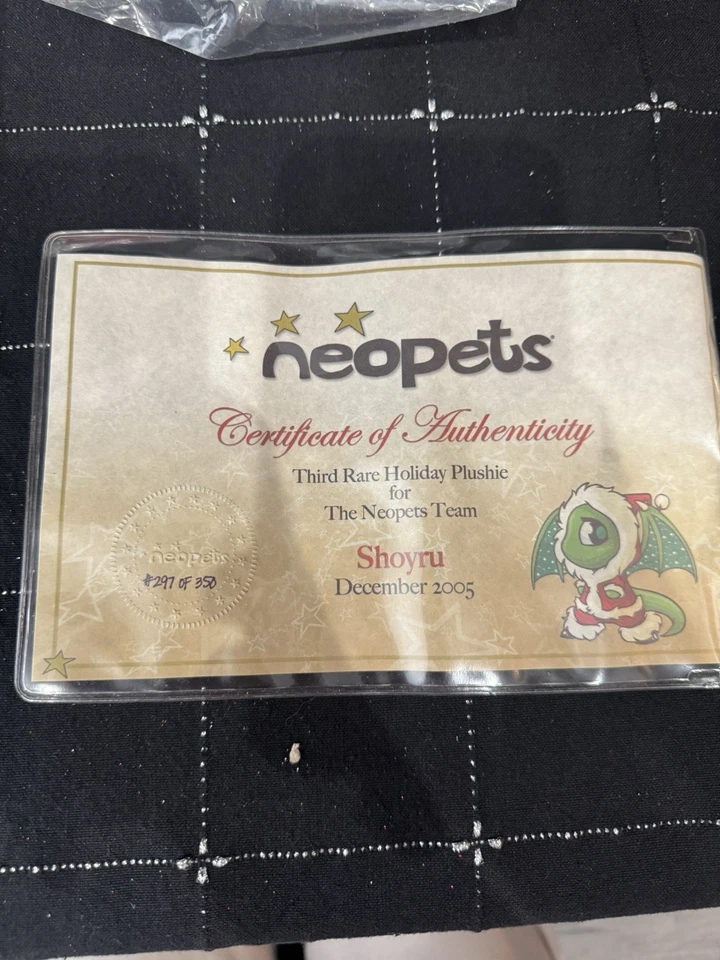 neopets
Certificate of Authenticity
Third Rare Holiday Plushie
for
The Neopets Team
Shoyru
December 2005
neopets
#297 OF 350